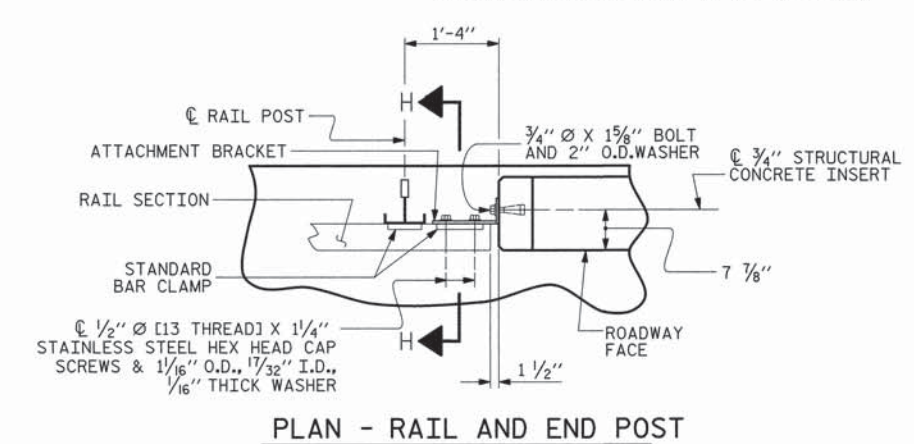 1'-4"
H
℄ RAIL POST
ATTACHMENT BRACKET
RAIL SECTION
STANDARD
BAR CLAMP
℄ 1/2" Ø [13 THREAD] X 1 1/4"
STAINLESS STEEL HEX HEAD CAP
SCREWS & 1 1/16" O.D., 17/32" I.D.,
1/16" THICK WASHER
H
3/4" Ø X 1 5/8" BOLT
AND 2" O.D. WASHER
℄ 3/4" STRUCTURAL
CONCRETE INSERT
7 7/8"
ROADWAY
FACE
1 1/2"
PLAN - RAIL AND END POST